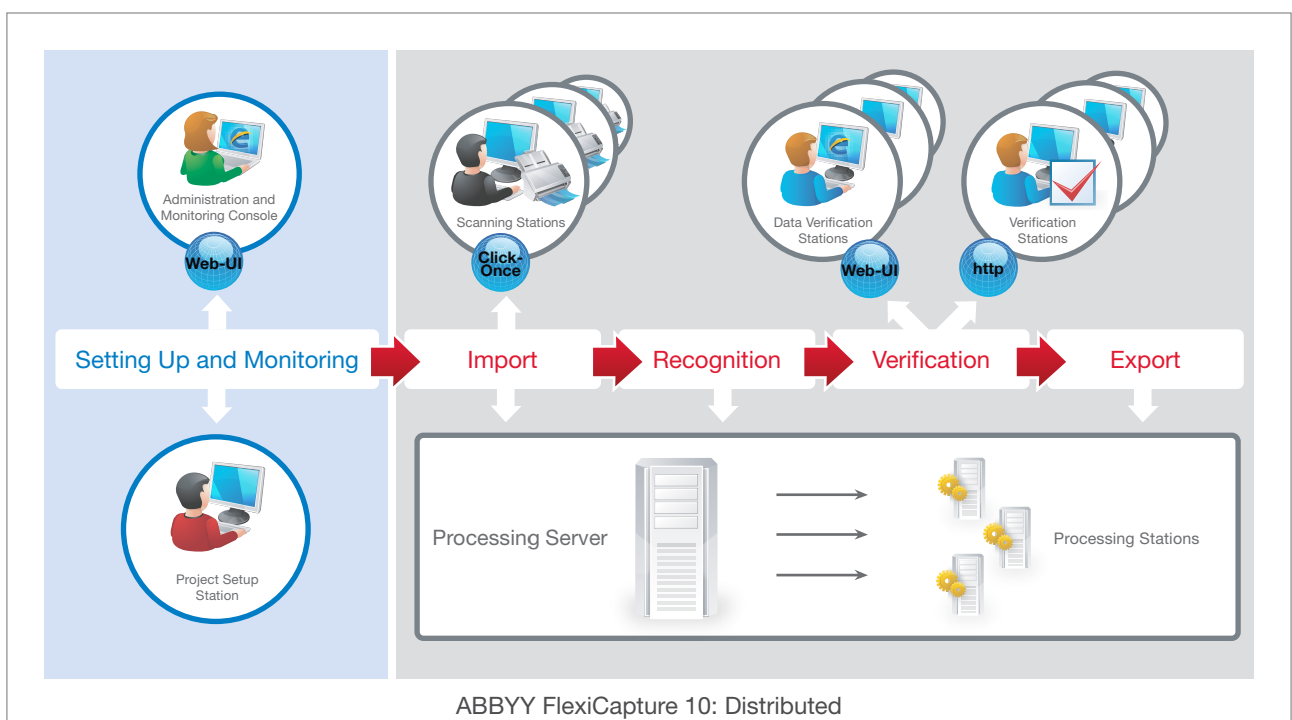 Administration and
Monitoring Console
Web-UI
Scanning Stations
Click-
Once
Data Verification
Stations
Web-UI
Verification
Stations
http
Setting Up and Monitoring
Import
Recognition
Verification
Export
Project Setup
Station
Processing Server
Processing Stations
ABBYY FlexiCapture 10: Distributed